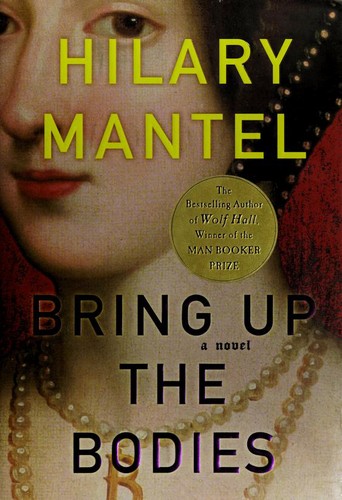 HILARY
MANTEL
The
Bestselling Author
of Wolf Hall,
Winner of the
MAN BOOKER
PRIZE
BRING UP
a novel
THE
BODIES
B